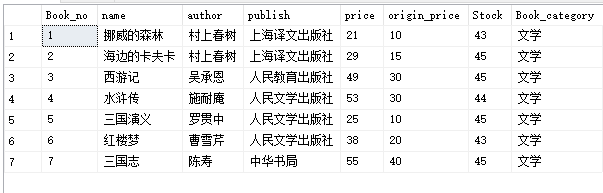 Book_no name author publish price origin_price Stock Book_category
1 1 挪威的森林 村上春树 上海译文出版社 21 10 43 文学
2 2 海边的卡夫卡 村上春树 上海译文出版社 29 15 45 文学
3 3 西游记 吴承恩 人民教育出版社 49 30 45 文学
4 4 水浒传 施耐庵 人民文学出版社 53 30 44 文学
5 5 三国演义 罗贯中 人民文学出版社 25 10 45 文学
6 6 红楼梦 曹雪芹 人民文学出版社 38 20 43 文学
7 7 三国志 陈寿 中华书局 55 40 45 文学